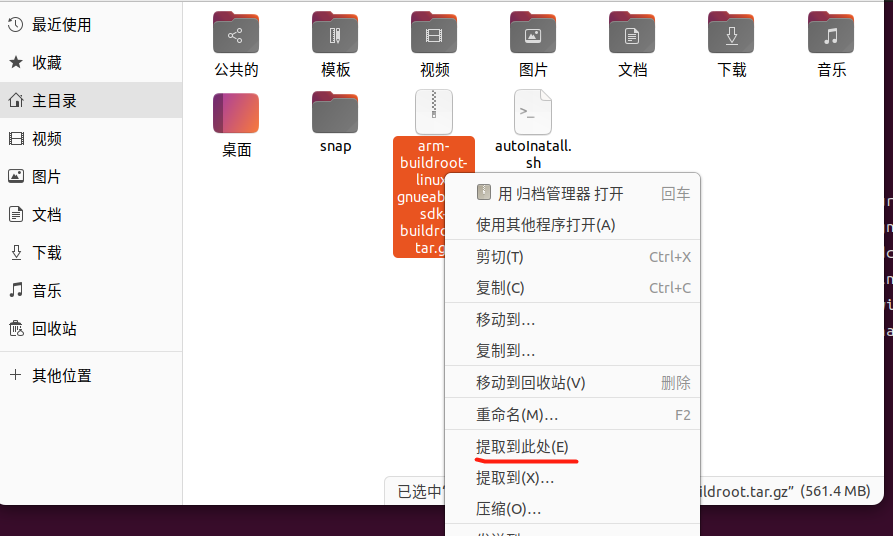 最近使用
收藏
主目录
视频
图片
文档
下载
音乐
回收站
其他位置
公共的
模板
视频
图片
文档
下载
音乐
桌面
snap
arm-
buildroot-
linux
gnueab
sdk
buildro
tar.g
autoInatall.
sh
用 归档管理器 打开 回车
使用其他程序打开(A)
剪切(T) Ctrl+X
复制(C) Ctrl+C
移动到…
复制到…
移动到回收站(V) 删除
重命名(M)… F2
提取到此处(E)
提取到(X)…
压缩(O)…
已选中“ ildroot.tar.gz” (561.4 MB)